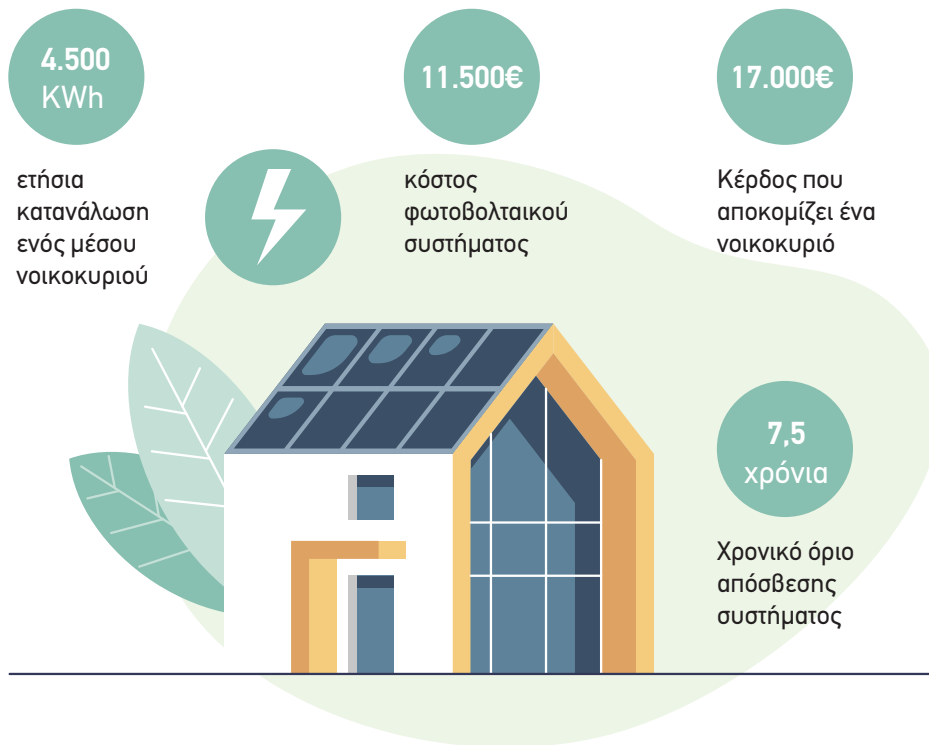 4.500
KWh
ετήσια
κατανάλωση
ενός μέσου
νοικοκυριού
11.500€
κόστος
φωτοβολταικού
συστήματος
17.000€
Κέρδος που
αποκομίζει ένα
νοικοκυριό
7,5
χρόνια
Χρονικό όριο
απόσβεσης
συστήματος